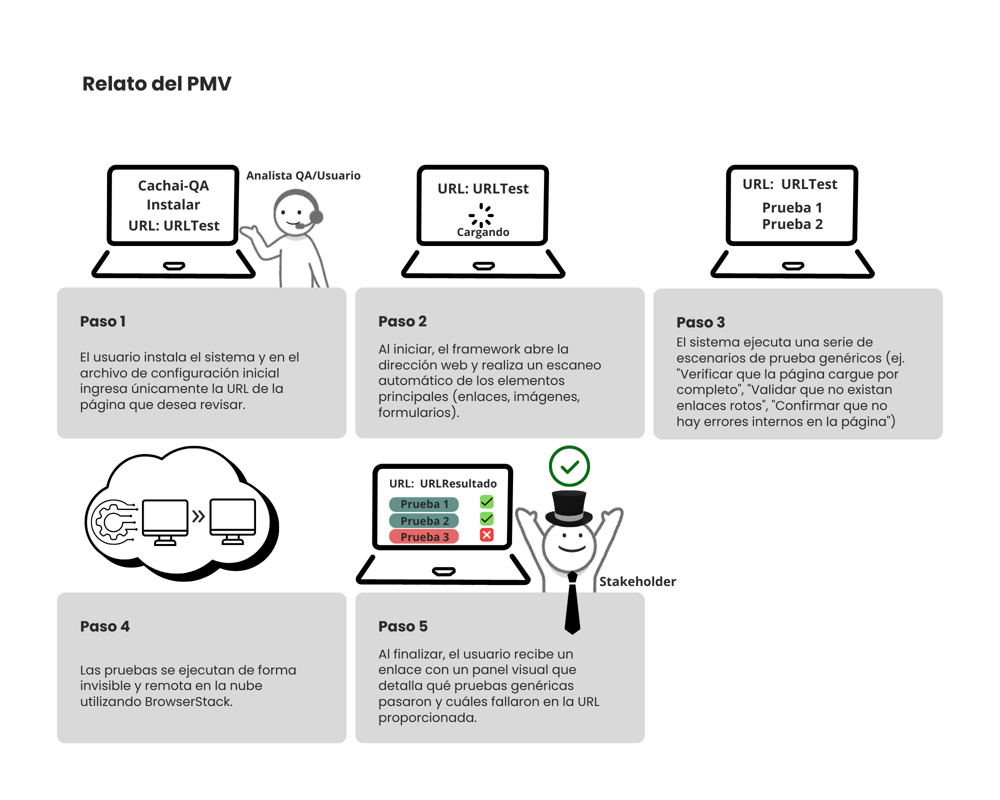 Relato del PMV
Cachai-QA
Instalar
URL: URLTest
Analista QA/Usuario
URL: URLTest
Cargando
URL: URLTest
Prueba 1
Prueba 2
Paso 1
El usuario instala el sistema y en el
archivo de configuración inicial
ingresa únicamente la URL de la
página que desea revisar.
Paso 2
Al iniciar, el framework abre la
dirección web y realiza un escaneo
automático de los elementos
principales (enlaces, imágenes,
formularios).
Paso 3
El sistema ejecuta una serie de
escenarios de prueba genéricos (ej.
"Verificar que la página cargue por
completo", "Validar que no existan
enlaces rotos", "Confirmar que no
hay errores internos en la página")
URL: URLResultado
Prueba 1
Prueba 2
Prueba 3
Stakeholder
Paso 4
Las pruebas se ejecutan de forma
invisible y remota en la nube
utilizando BrowserStack.
Paso 5
Al finalizar, el usuario recibe un
enlace con un panel visual que
detalla qué pruebas genéricas
pasaron y cuáles fallaron en la URL
proporcionada.